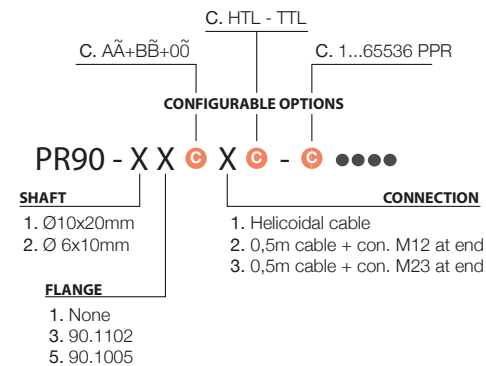 C. HTL - TTL
C. AÃ+BB̃+00̃
C. 1...65536 PPR
CONFIGURABLE OPTIONS
PR90 - X X C X C - C ●●●●
SHAFT
1. Ø10x20mm
2. Ø 6x10mm
CONNECTION
1. Helicoidal cable
2. 0,5m cable + con. M12 at end
3. 0,5m cable + con. M23 at end
FLANGE
1. None
3. 90.1102
5. 90.1005